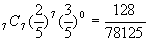 ₇C₇(2/5)⁷(3/5)⁰ = 128/78125